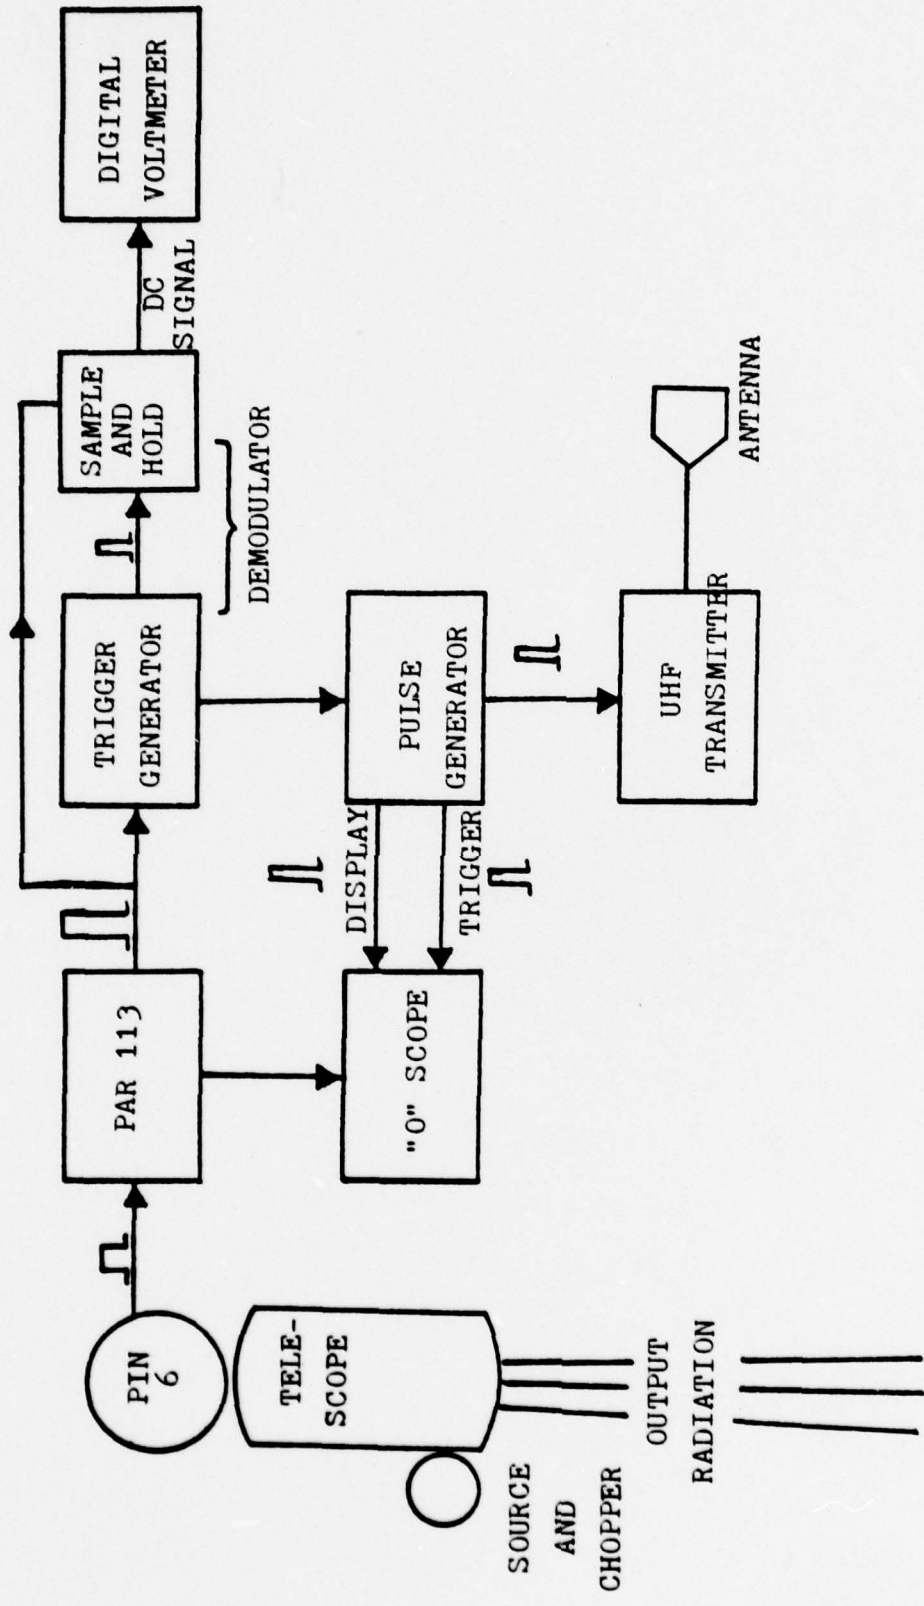 PIN
6
TELE-
SCOPE
SOURCE
AND
CHOPPER
OUTPUT
RADIATION
PAR 113
"O" SCOPE
DISPLAY
TRIGGER
TRIGGER
GENERATOR
PULSE
GENERATOR
UHF
TRANSMITTER
ANTENNA
DEMODULATOR
SAMPLE
AND
HOLD
DC
SIGNAL
DIGITAL
VOLTMETER